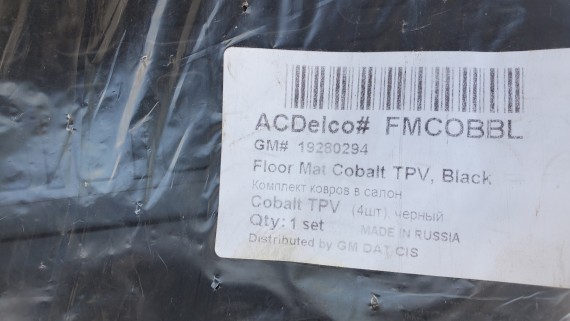 ACDelco# FMCOBBL
GM# 19280294
Floor Mat Cobalt TPV, Black
Комплект ковров в салон
Cobalt TPV (4шт), черный
Qty: 1 set MADE IN RUSSIA
Distributed by GM DAT CIS